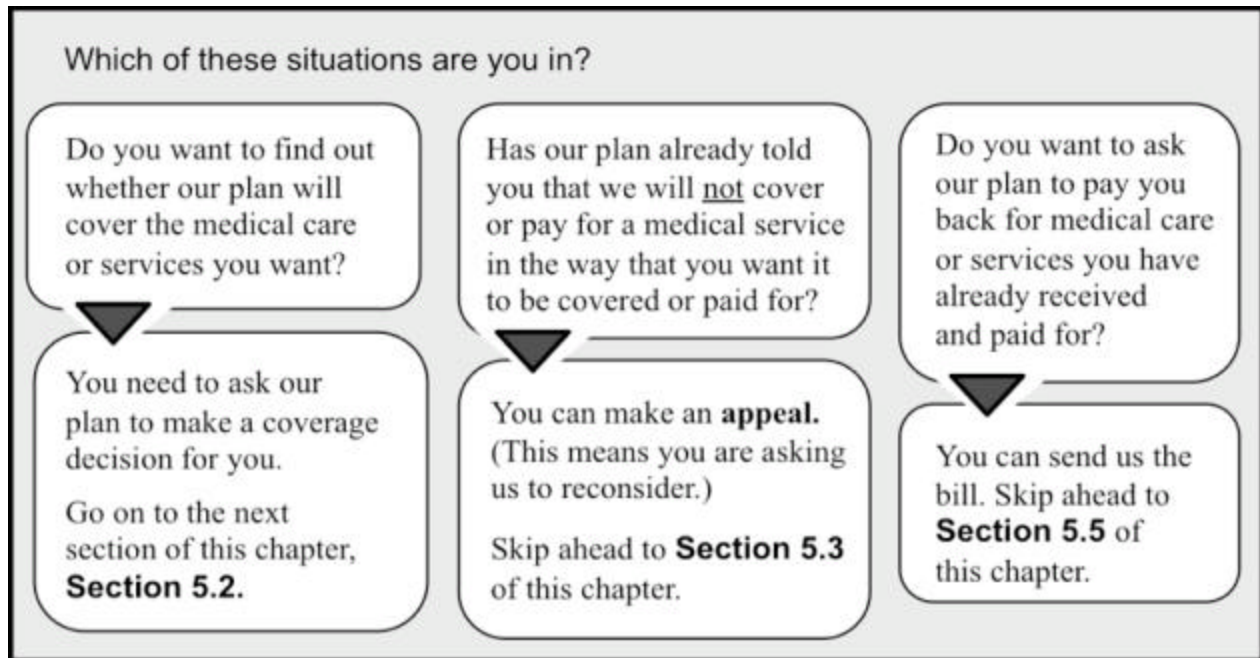 Which of these situations are you in?
Do you want to find out
whether our plan will
cover the medical care
or services you want?
You need to ask our
plan to make a coverage
decision for you.
Go on to the next
section of this chapter,
Section 5.2.
Has our plan already told
you that we will not cover
or pay for a medical service
in the way that you want it
to be covered or paid for?
You can make an appeal.
(This means you are asking
us to reconsider.)
Skip ahead to Section 5.3
of this chapter.
Do you want to ask
our plan to pay you
back for medical care
or services you have
already received
and paid for?
You can send us the
bill. Skip ahead to
Section 5.5 of
this chapter.